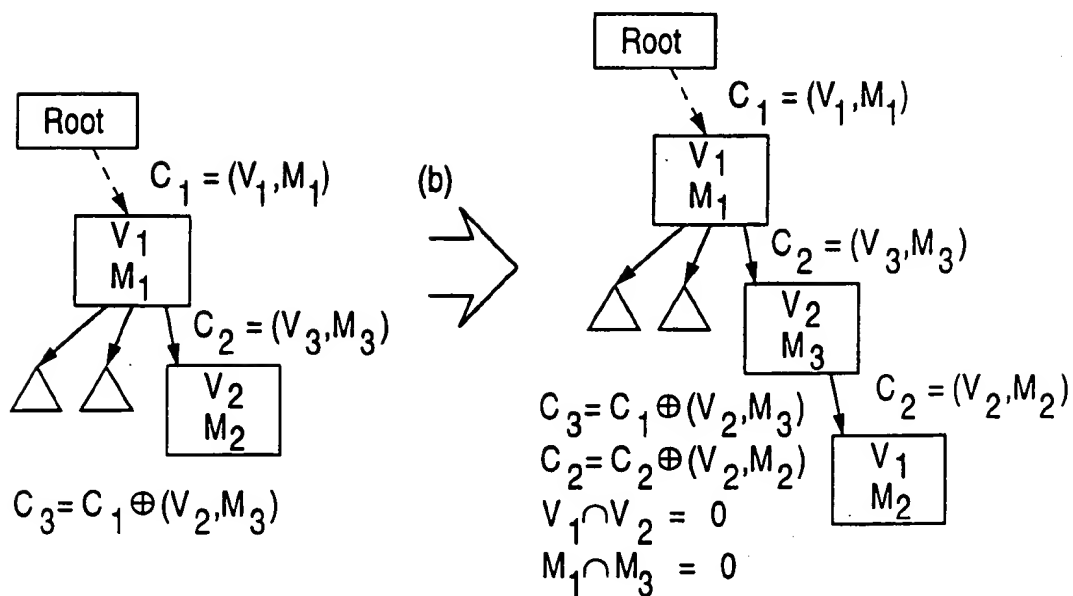 Root
C₁ = (V₁,M₁)
V₁
M₁
C₂ = (V₃,M₃)
V₂
M₂
C₃= C₁⊕(V₂,M₃)
(b)
Root
C₁ = (V₁,M₁)
V₁
M₁
C₂ = (V₃,M₃)
V₂
M₃
C₂ = (V₂,M₂)
V₁
M₂
C₃= C₁⊕(V₂,M₃)
C₂= C₂⊕(V₂,M₂)
V₁∩V₂ = 0
M₁∩M₃ = 0